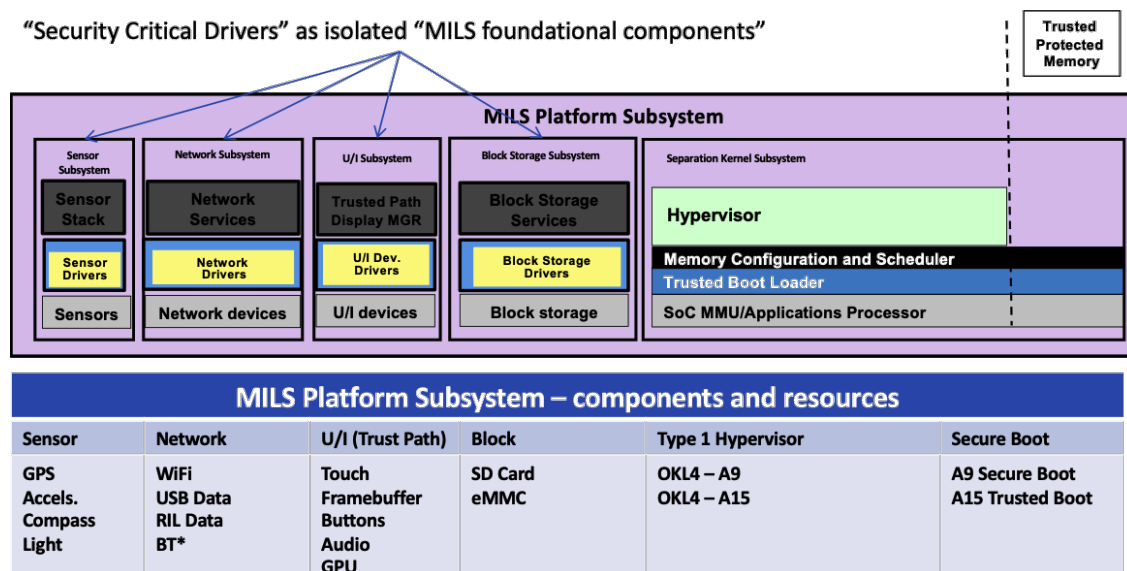 “Security Critical Drivers” as isolated “MILS foundational components”
Trusted
Protected
Memory
MILS Platform Subsystem
Sensor
Subsystem
Sensor
Stack
Sensor
Drivers
Sensors
Network Subsystem
Network
Services
Network
Drivers
Network devices
U/I Subsystem
Trusted Path
Display MGR
U/I Dev.
Drivers
U/I devices
Block Storage Subsystem
Block Storage
Services
Block Storage
Drivers
Block storage
Separation Kernel Subsystem
Hypervisor
Memory Configuration and Scheduler
Trusted Boot Loader
SoC MMU/Applications Processor
MILS Platform Subsystem – components and resources
Sensor
Network
U/I (Trust Path)
Block
Type 1 Hypervisor
Secure Boot
GPS
Accels.
Compass
Light
WiFi
USB Data
RIL Data
BT*
Touch
Framebuffer
Buttons
Audio
GPU
SD Card
eMMC
OKL4 – A9
OKL4 – A15
A9 Secure Boot
A15 Trusted Boot